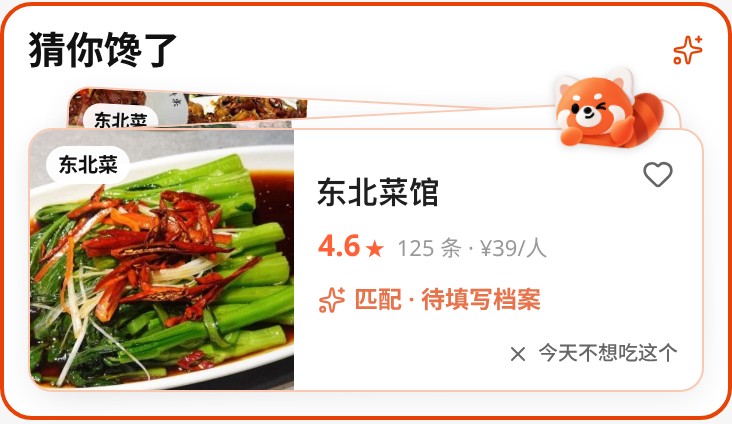 猜你馋了
东北菜
东北菜
东北菜馆
4.6★ 125 条 · ¥39/人
匹配 · 待填写档案
× 今天不想吃这个